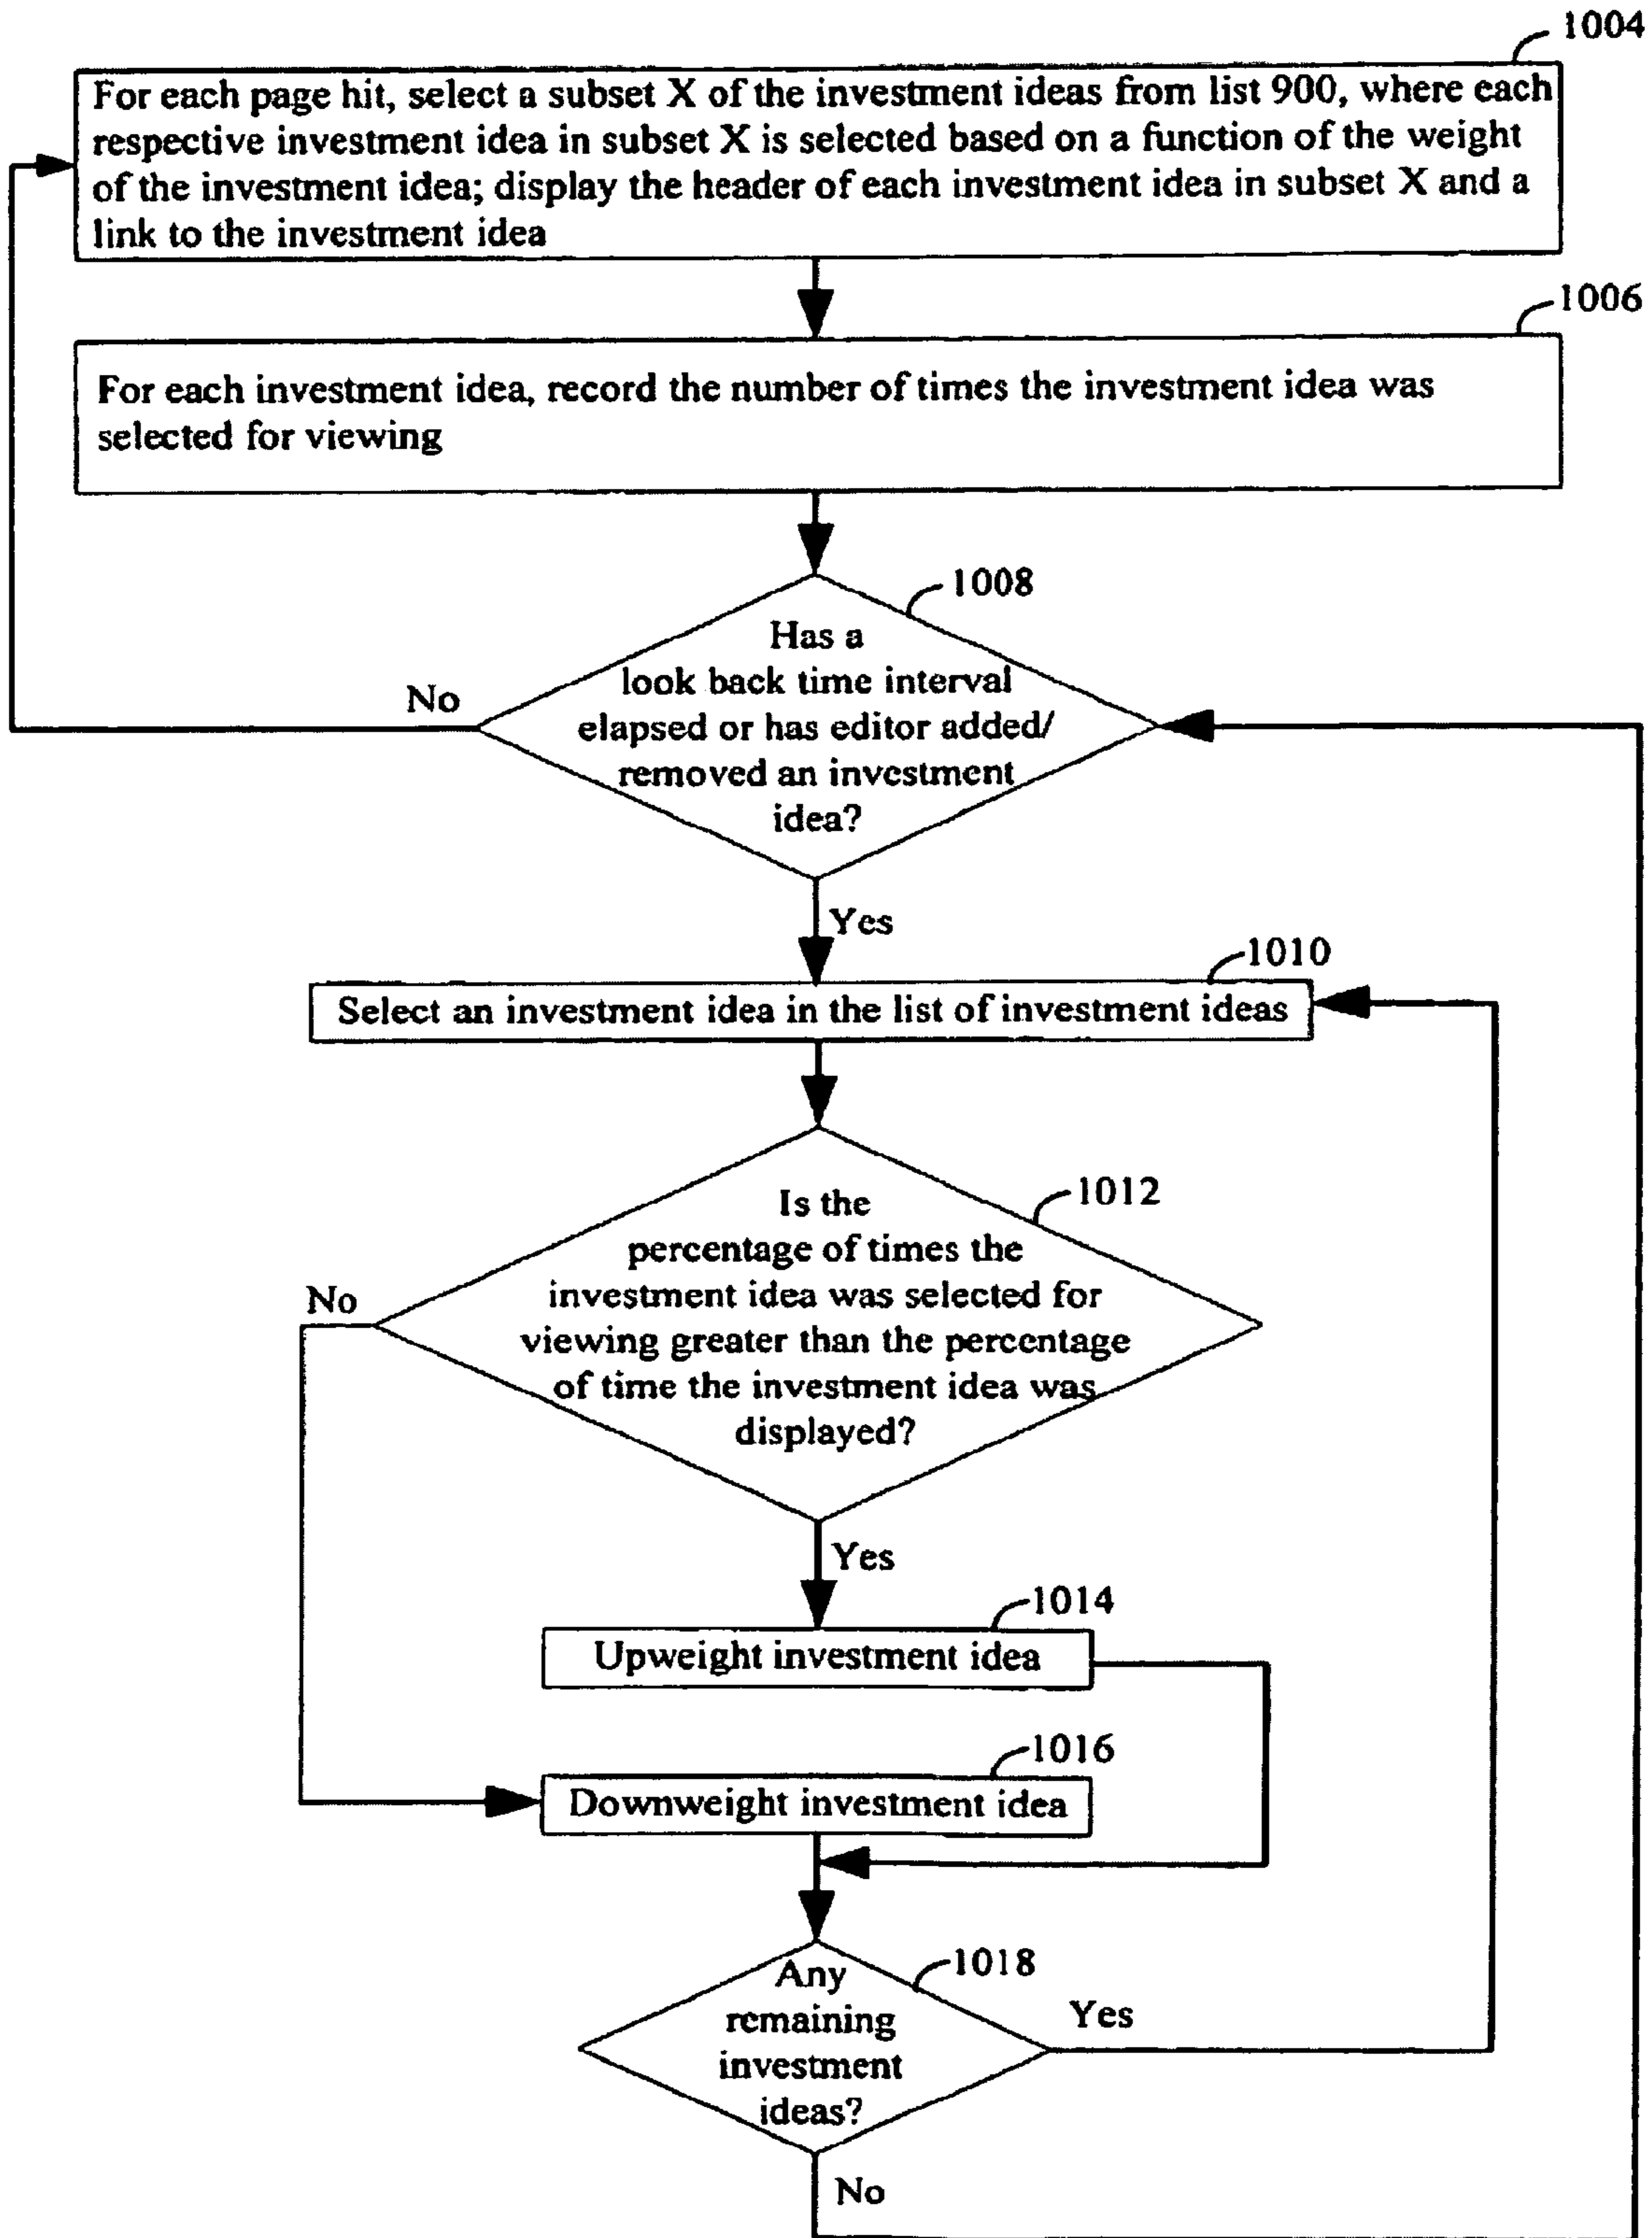 1004
For each page hit, select a subset X of the investment ideas from list 900, where each
respective investment idea in subset X is selected based on a function of the weight
of the investment idea; display the header of each investment idea in subset X and a
link to the investment idea
1006
For each investment idea, record the number of times the investment idea was
selected for viewing
1008
Has a
look back time interval
elapsed or has editor added/
removed an investment
idea?
No
Yes
1010
Select an investment idea in the list of investment ideas
1012
Is the
percentage of times the
investment idea was selected for
viewing greater than the percentage
of time the investment idea was
displayed?
No
Yes
1014
Upweight investment idea
1016
Downweight investment idea
1018
Any
remaining
investment
ideas?
Yes
No